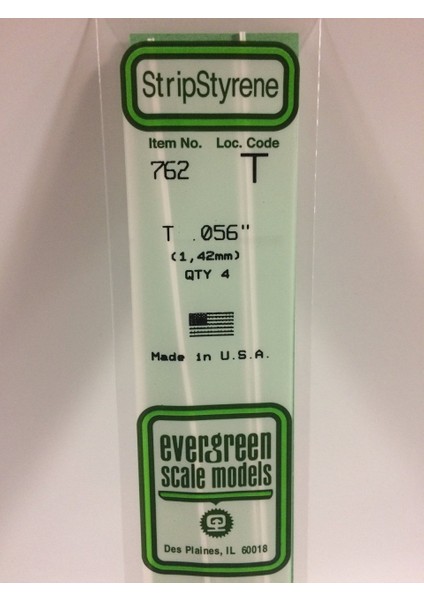 StripStyrene
Item No. Loc. Code
762 T
T .056"
(1,42mm)
QTY 4
Made in U.S.A.
evergreen
scale models
Des Plaines, IL 60018